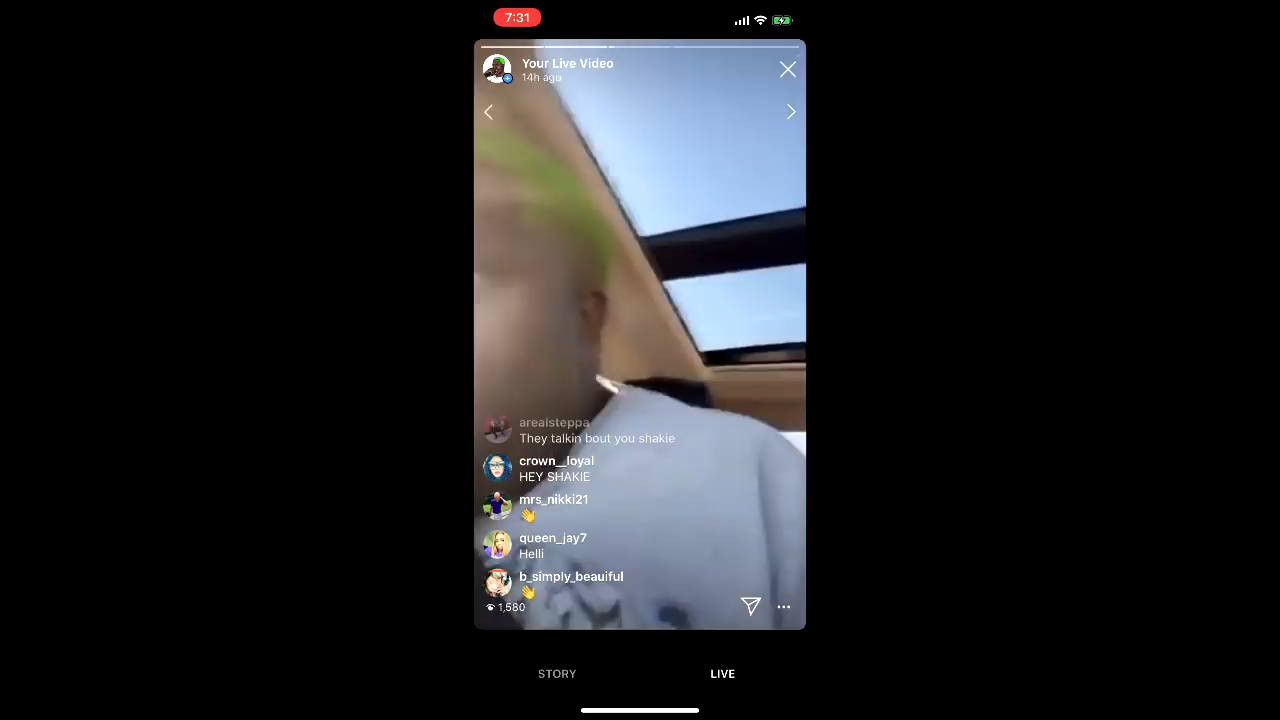 7:31
Your Live Video
14h ago
arealsteppa
They talkin bout you shakie
crown__loyal
HEY SHAKIE
mrs_nikki21
👋
queen_jay7
Helli
b_simply_beauiful
👋
1,580
STORY
LIVE